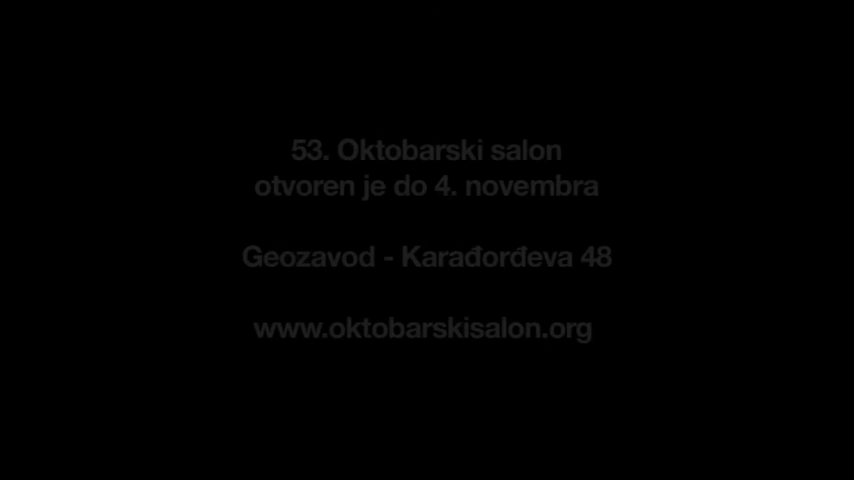 53. Oktobarski salon
otvoren je do 4. novembra
Geozavod - Karađorđeva 48
www.oktobarskisalon.org